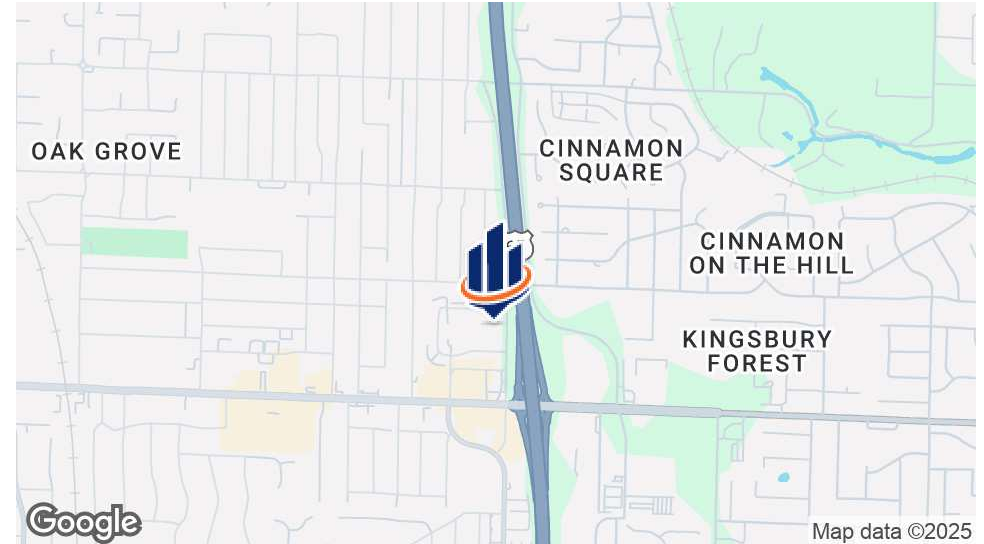 OAK GROVE
CINNAMON
SQUARE
CINNAMON
ON THE HILL
KINGSBURY
FOREST
Google
Map data ©2025